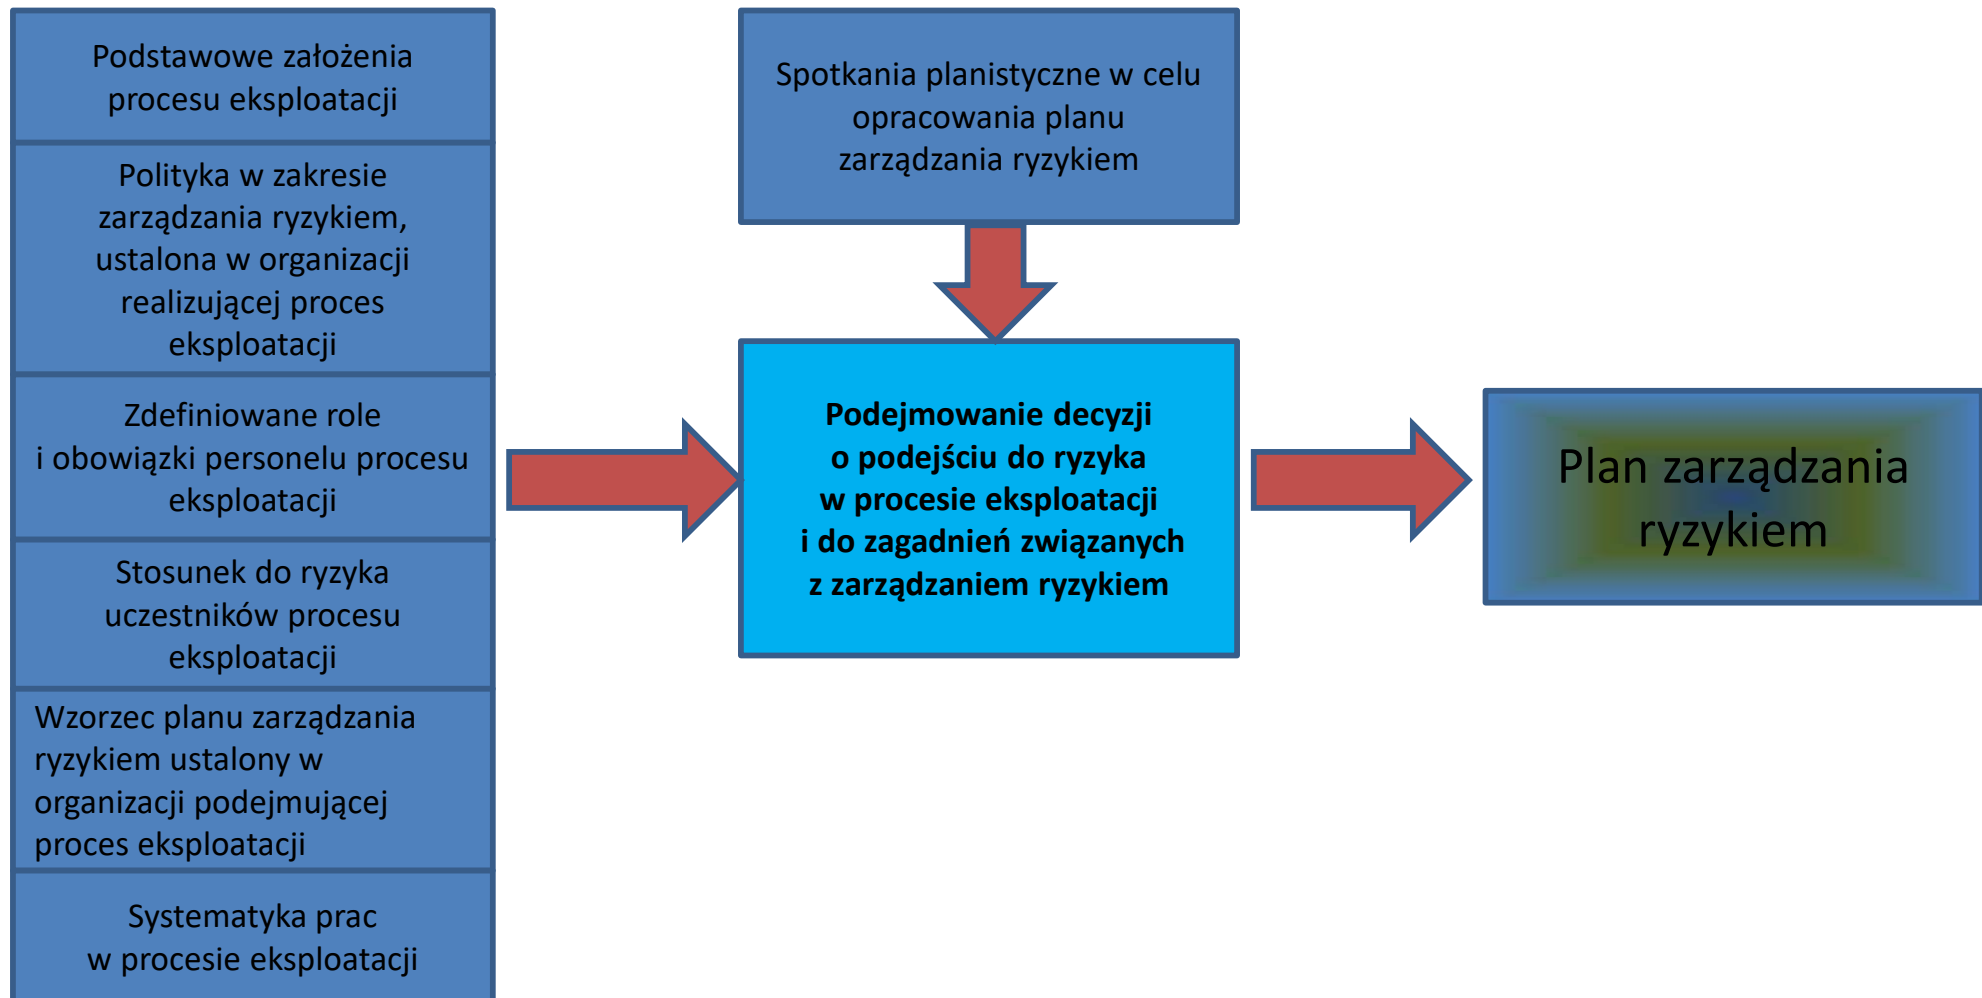 Podstawowe założenia
procesu eksploatacji
Polityka w zakresie
zarządzania ryzykiem,
ustalona w organizacji
realizującej proces
eksploatacji
Zdefiniowane role
i obowiązki personelu procesu
eksploatacji
Stosunek do ryzyka
uczestników procesu
eksploatacji
Wzorzec planu zarządzania
ryzykiem ustalony w
organizacji podejmującej
proces eksploatacji
Systematyka prac
w procesie eksploatacji
Spotkania planistyczne w celu
opracowania planu
zarządzania ryzykiem
Podejmowanie decyzji
o podejściu do ryzyka
w procesie eksploatacji
i do zagadnień związanych
z zarządzaniem ryzykiem
Plan zarządzania
ryzykiem